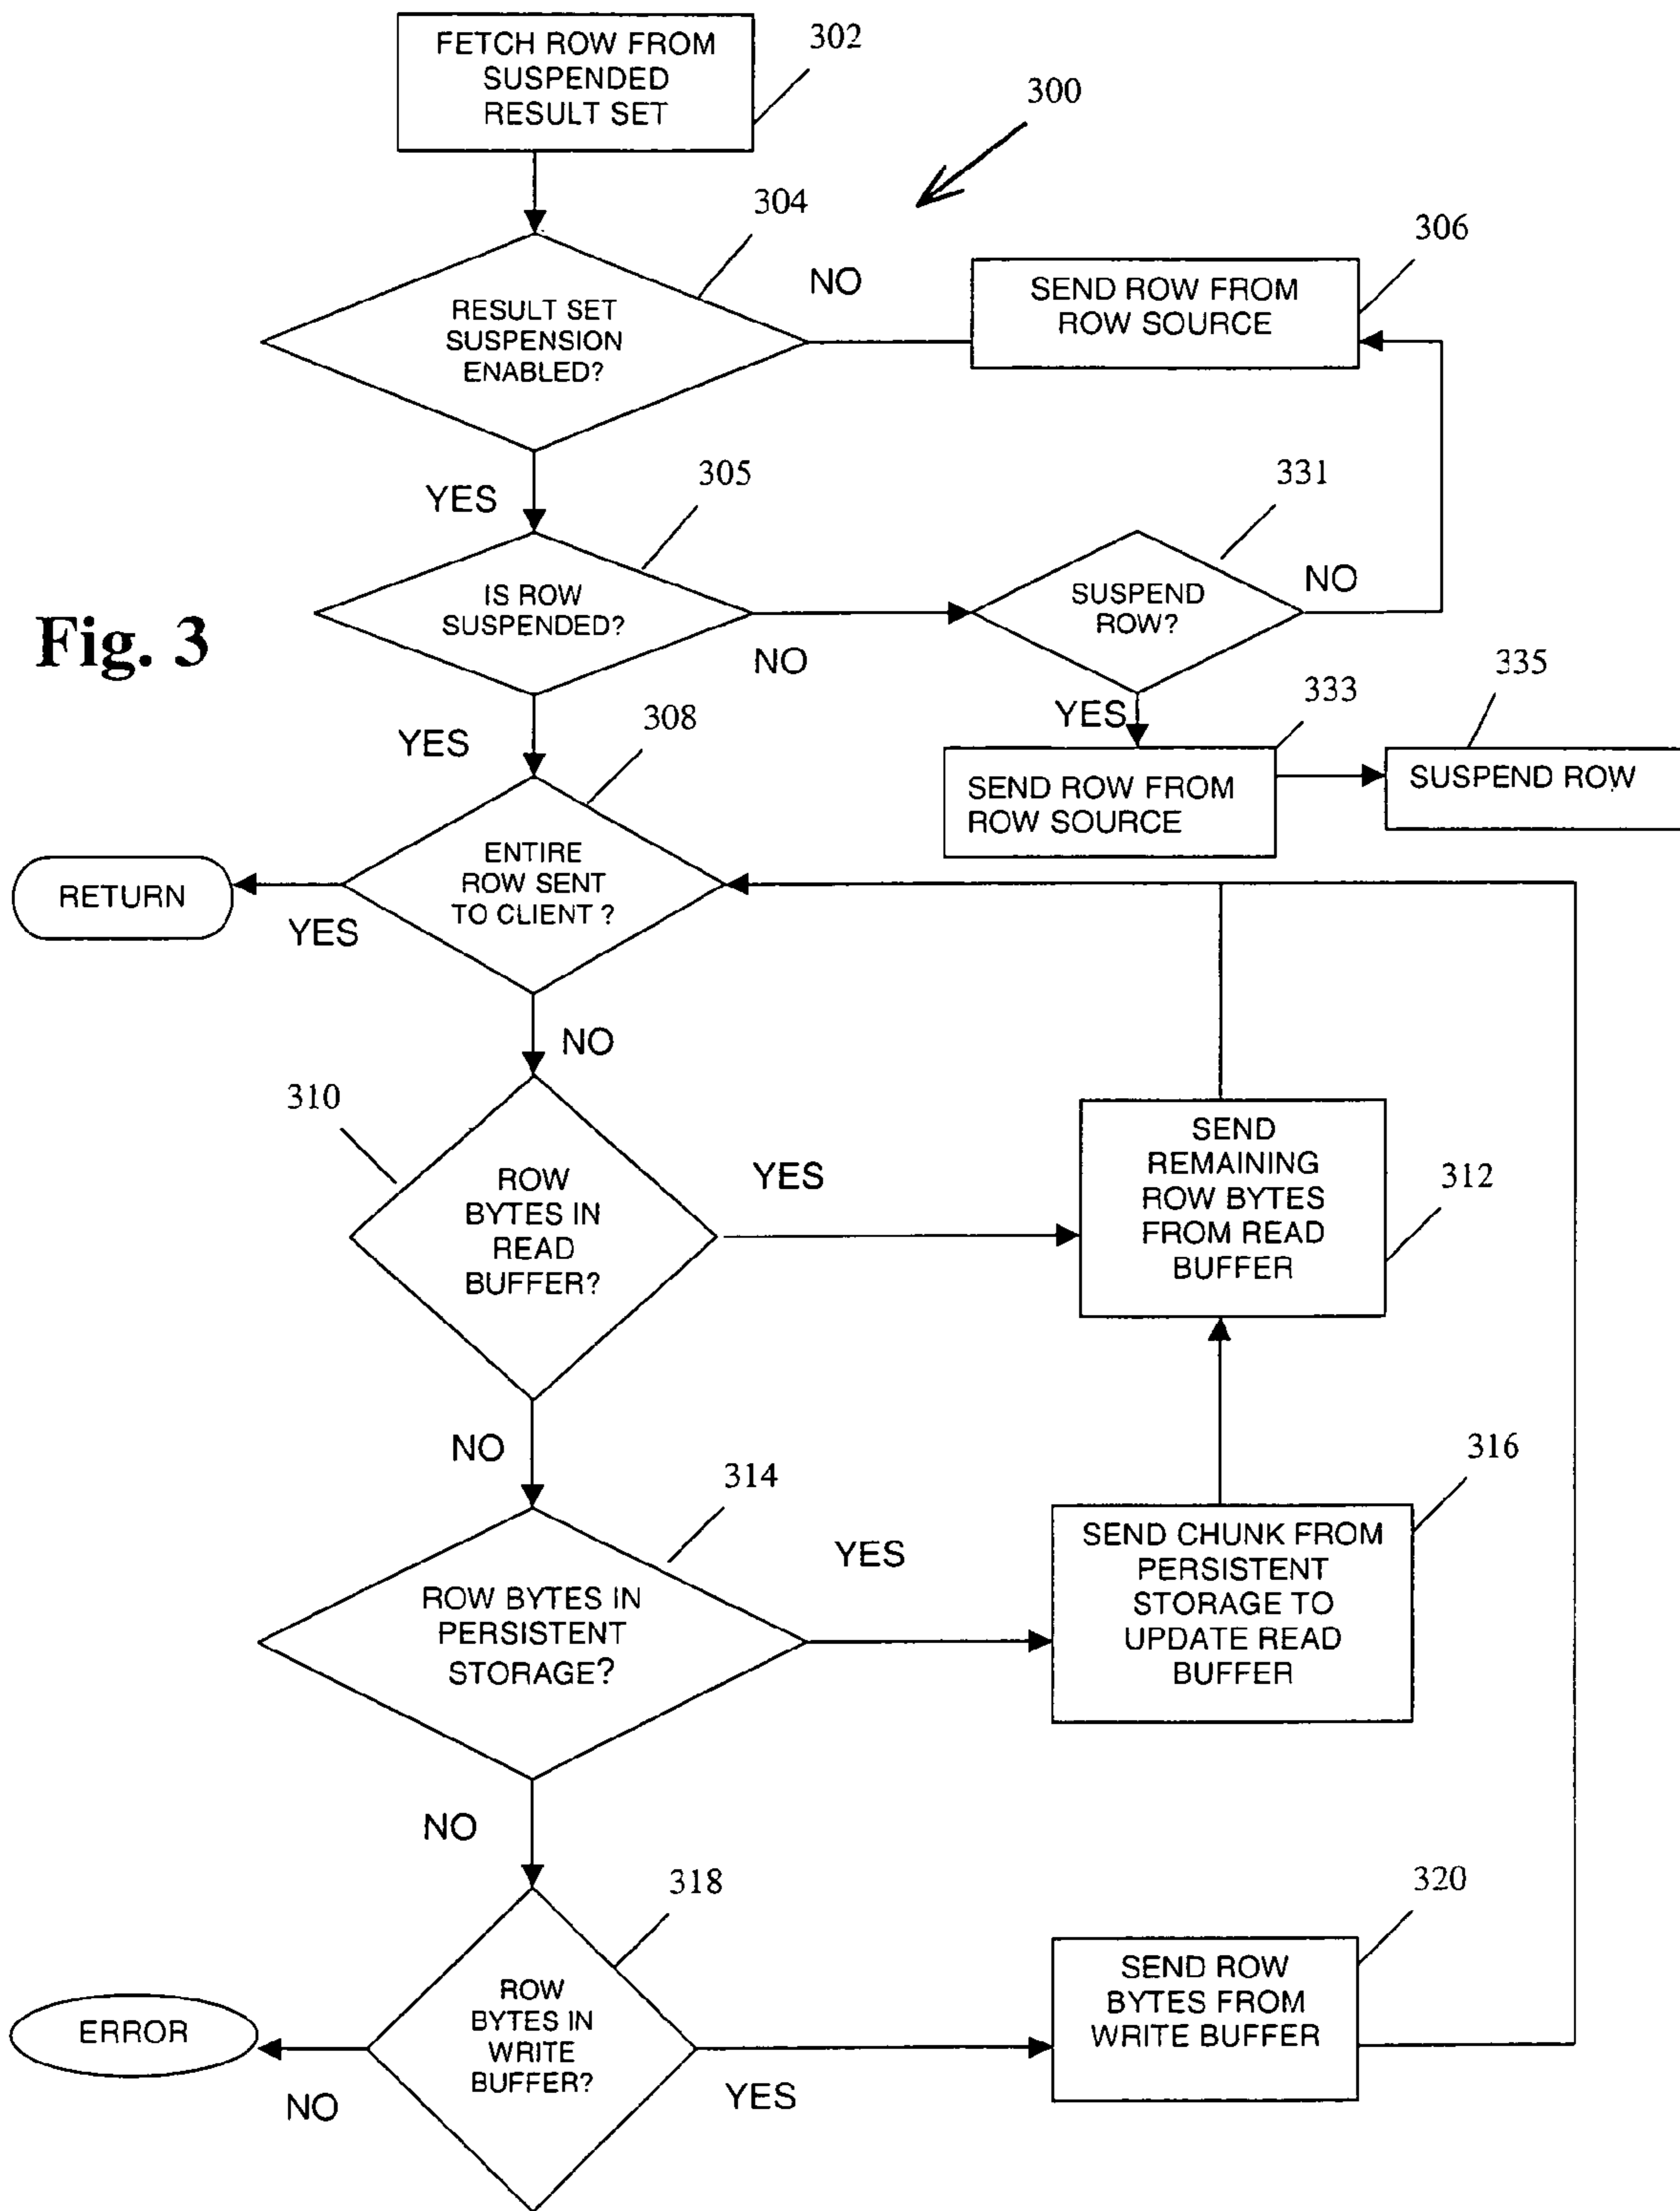 FETCH ROW FROM
SUSPENDED
RESULT SET
302
300
304
306
RESULT SET
SUSPENSION
ENABLED?
NO
SEND ROW FROM
ROW SOURCE
YES
305
331
IS ROW
SUSPENDED?
NO
SUSPEND
ROW?
NO
Fig. 3
YES
308
YES
333
335
SEND ROW FROM
ROW SOURCE
SUSPEND ROW
ENTIRE
ROW SENT
TO CLIENT ?
RETURN
YES
NO
310
ROW
BYTES IN
READ
BUFFER?
YES
SEND
REMAINING
ROW BYTES
FROM READ
BUFFER
312
NO
314
316
ROW BYTES IN
PERSISTENT
STORAGE?
YES
SEND CHUNK FROM
PERSISTENT
STORAGE TO
UPDATE READ
BUFFER
NO
318
320
ROW
BYTES IN
WRITE
BUFFER?
SEND ROW
BYTES FROM
WRITE BUFFER
ERROR
NO
YES